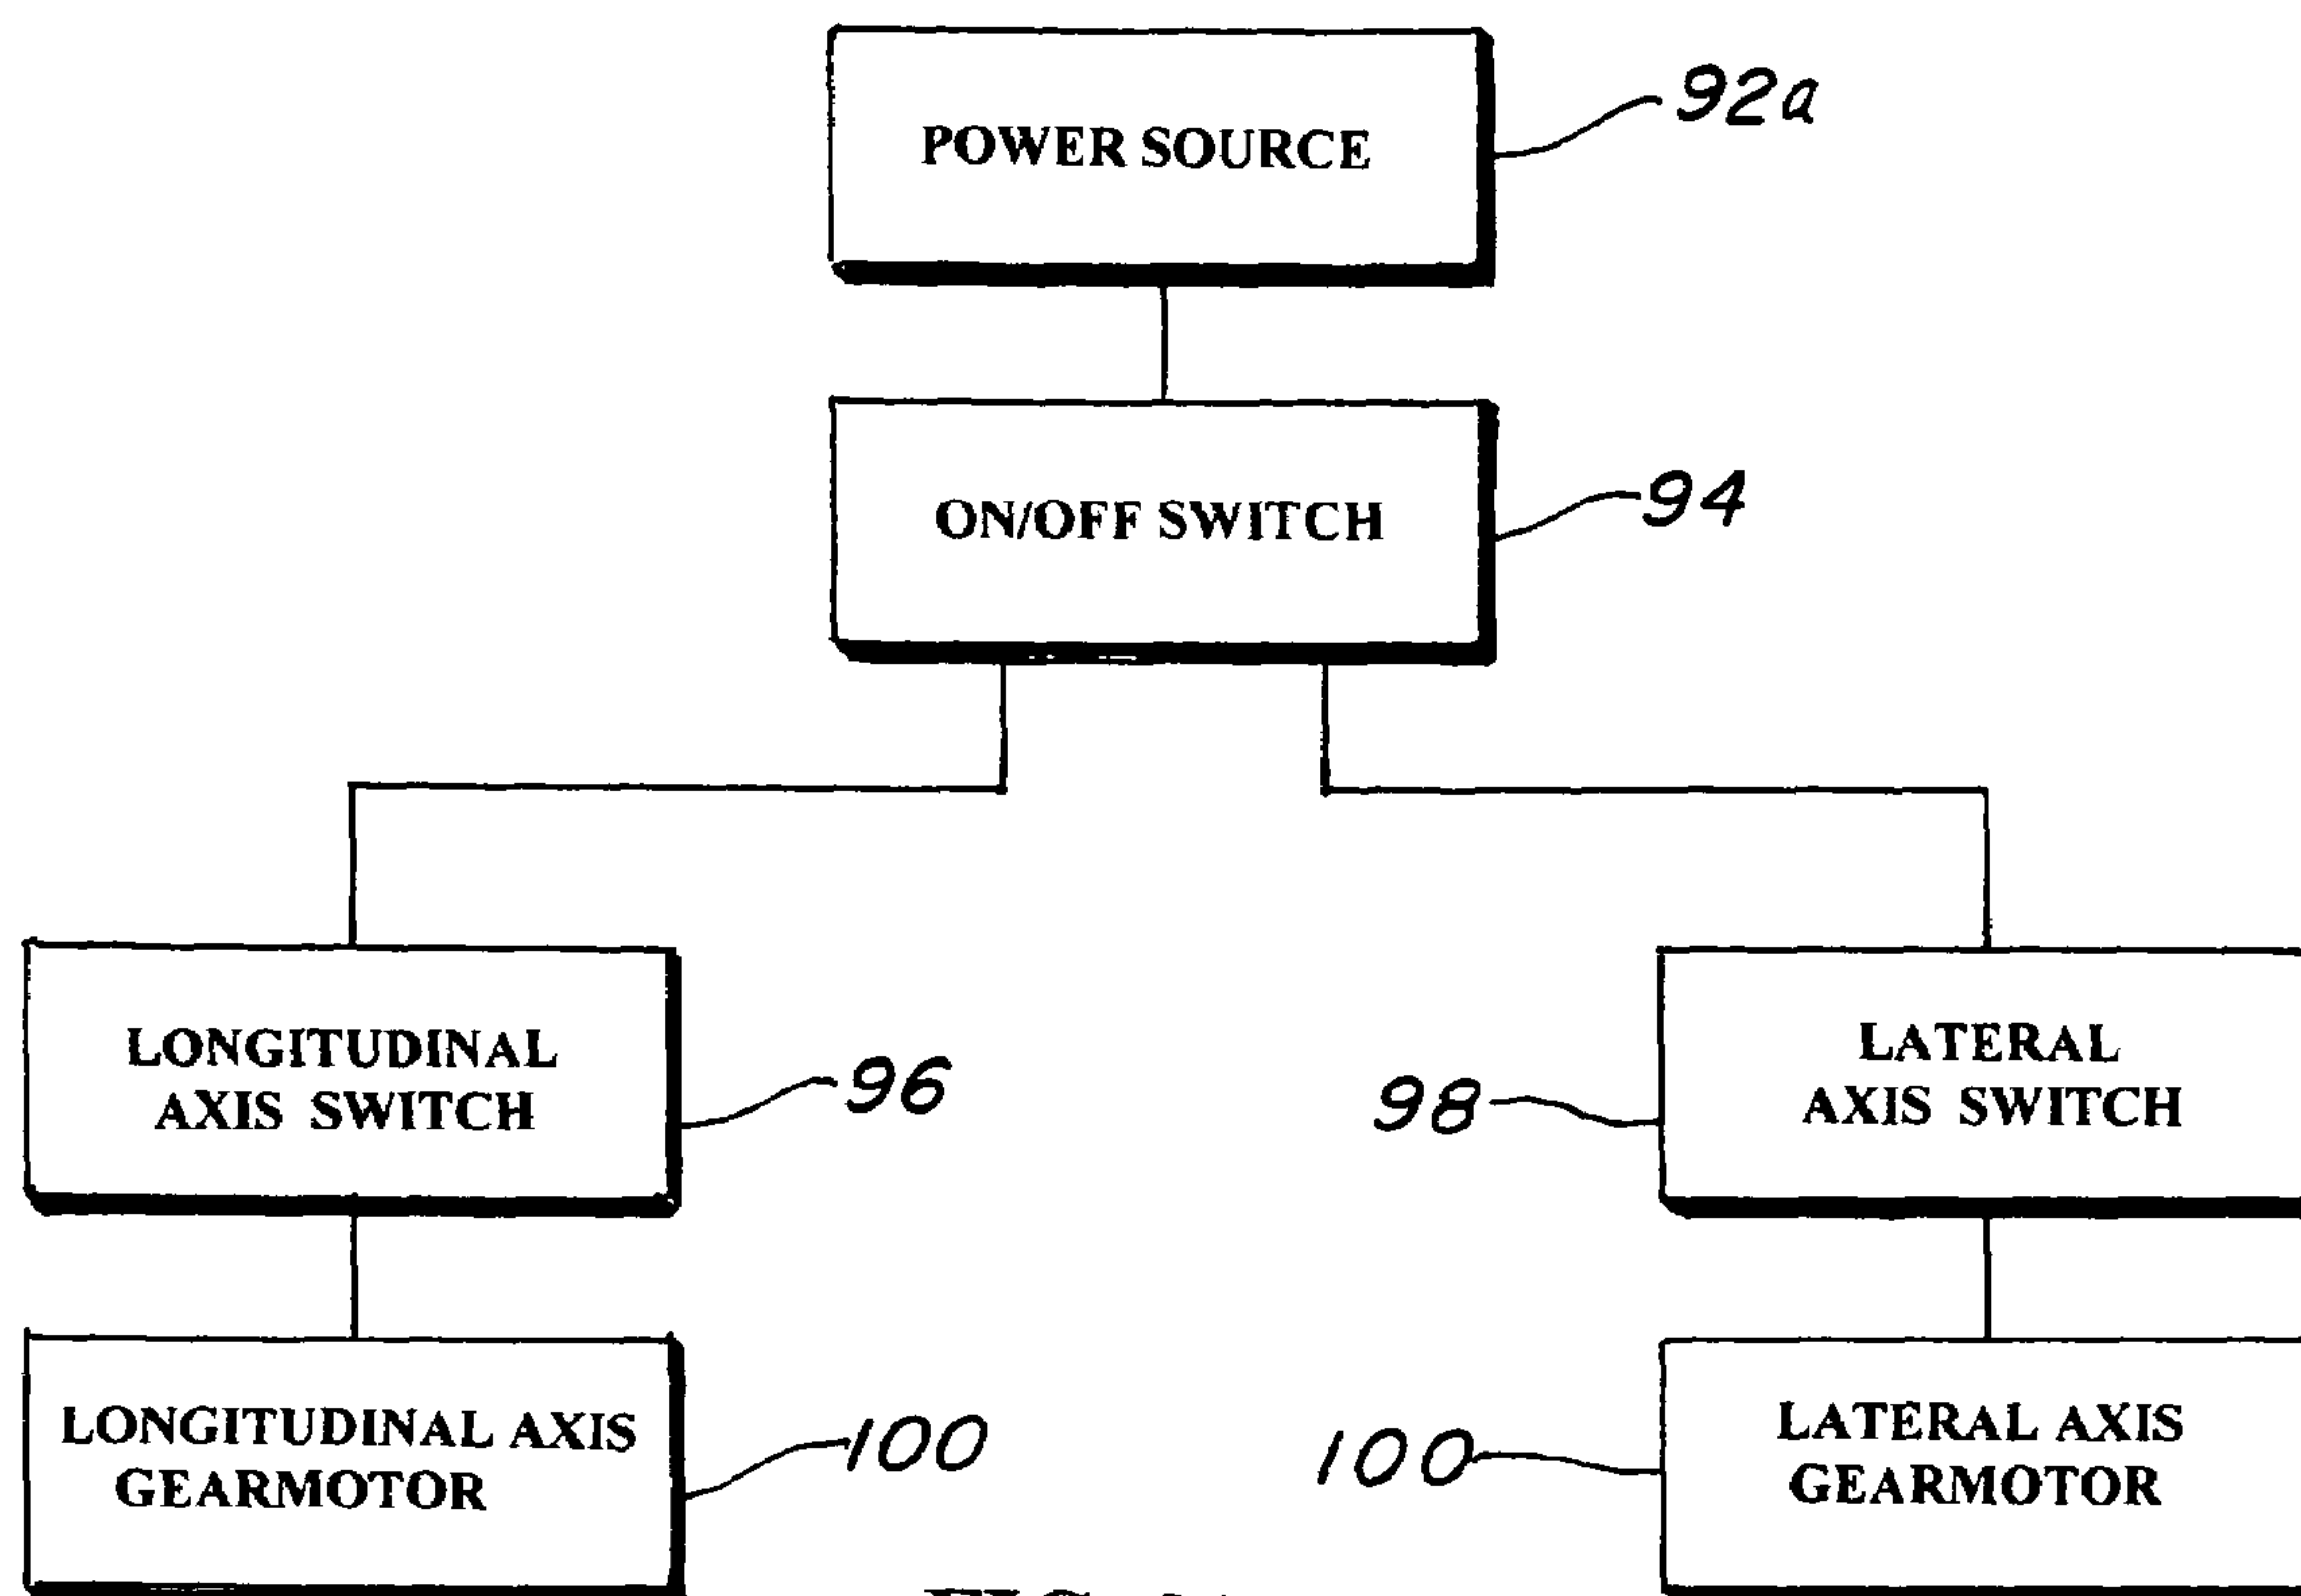 POWER SOURCE
92a
ON/OFF SWITCH
94
LONGITUDINAL
AXIS SWITCH
96
98
LATERAL
AXIS SWITCH
LONGITUDINAL AXIS
GEARMOTOR
100
100
LATERAL AXIS
GEARMOTOR